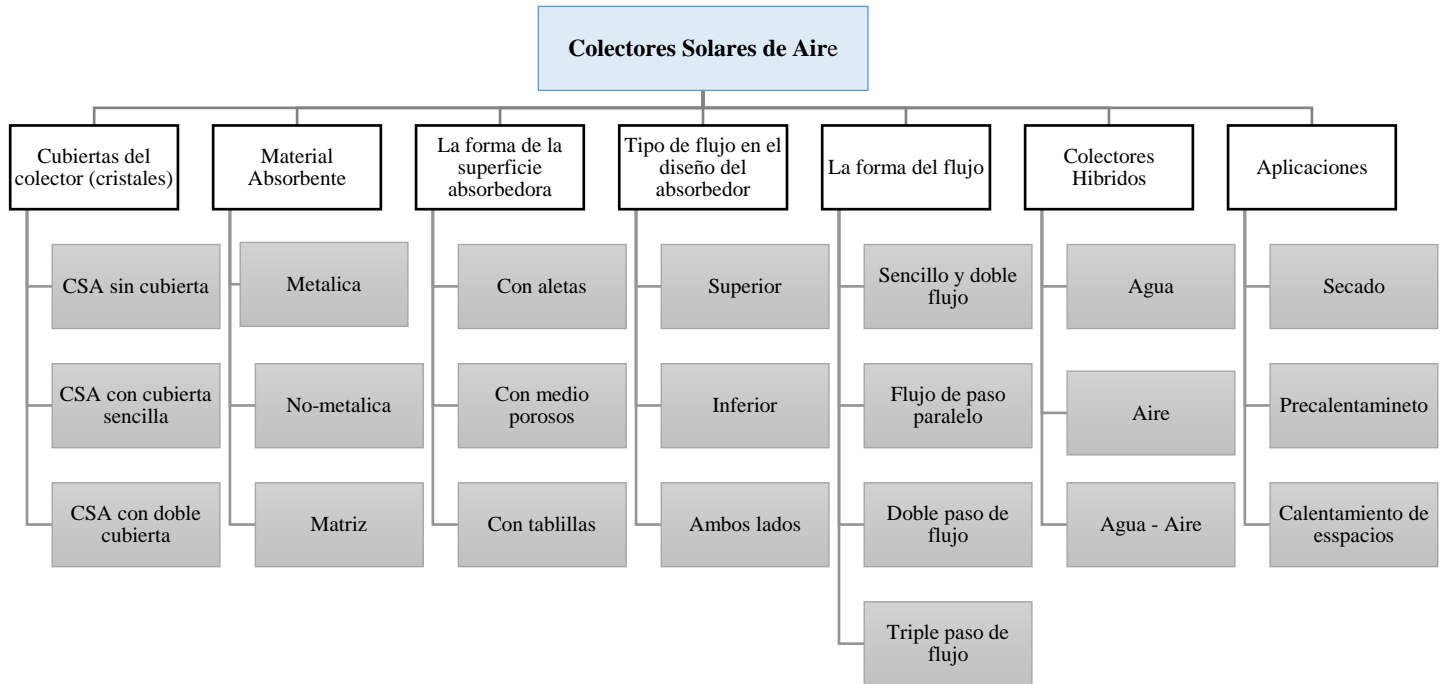 Colectores Solares de Aire
Cubiertas del
colector (cristales)
CSA sin cubierta
CSA con cubierta
sencilla
CSA con doble
cubierta
Material
Absorbente
Metalica
No-metalica
Matriz
La forma de la
superficie
absorbedora
Con aletas
Con medio
porosos
Con tablillas
Tipo de flujo en el
diseño del
absorbedor
Superior
Inferior
Ambos lados
La forma del flujo
Sencillo y doble
flujo
Flujo de paso
paralelo
Doble paso de
flujo
Triple paso de
flujo
Colectores
Hibridos
Agua
Aire
Agua - Aire
Aplicaciones
Secado
Precalentamineto
Calentamiento de
esspacios